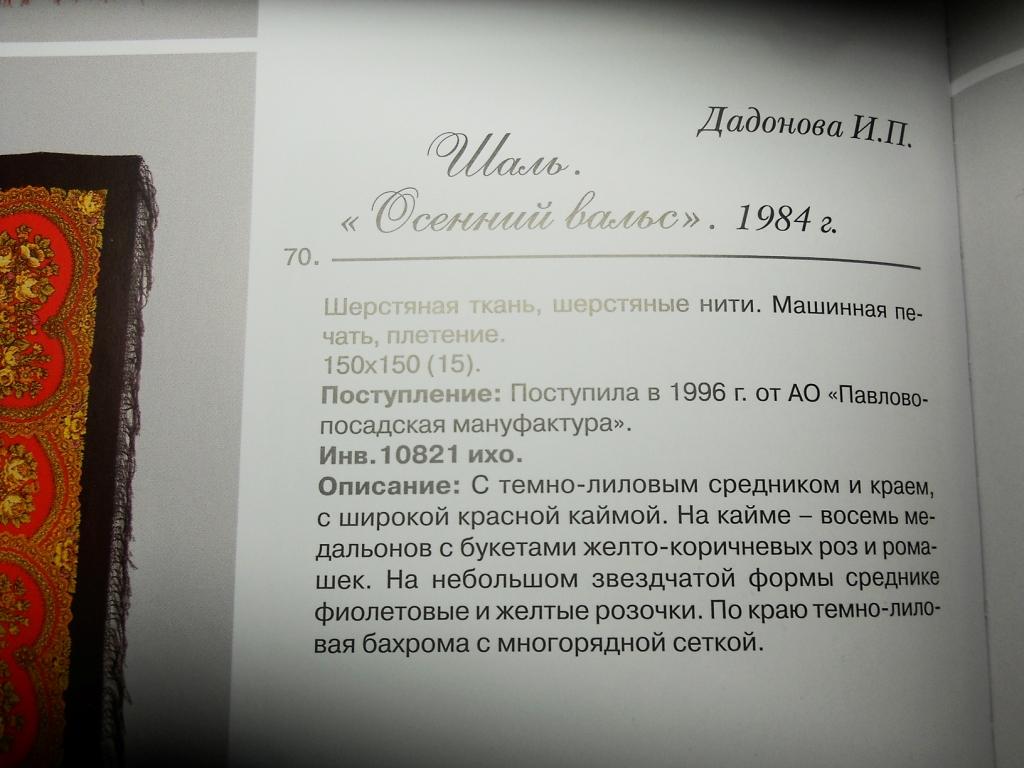 Дадонова И.П.
Шаль.
«Осенний вальс». 1984 г.
70.
Шерстяная ткань, шерстяные нити. Машинная пе-
чать, плетение.
150х150 (15).
Поступление: Поступила в 1996 г. от АО «Павлово-
посадская мануфактура».
Инв.10821 ихо.
Описание: С темно-лиловым средником и краем,
с широкой красной каймой. На кайме – восемь ме-
дальонов с букетами желто-коричневых роз и рома-
шек. На небольшом звездчатой формы среднике
фиолетовые и желтые розочки. По краю темно-лило-
вая бахрома с многорядной сеткой.